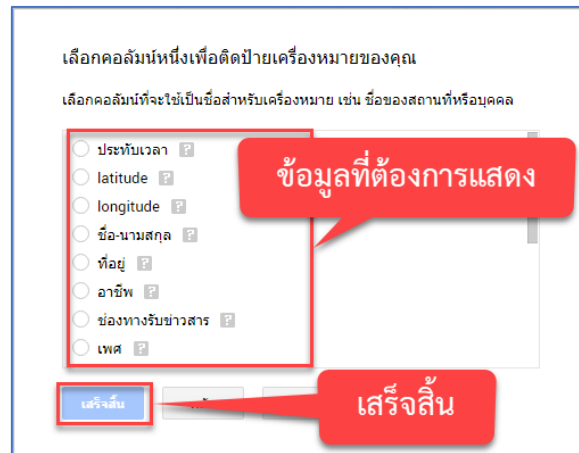 เลือกคอลัมน์หนึ่งเพื่อติดป้ายเครื่องหมายของคุณ
เลือกคอลัมน์ที่จะใช้เป็นชื่อสำหรับเครื่องหมาย เช่น ชื่อของสถานที่หรือบุคคล
ประทับเวลา ?
latitude ?
longitude ?
ชื่อ-นามสกุล ?
ที่อยู่ ?
อาชีพ ?
ช่องทางรับข่าวสาร ?
เพศ ?
ข้อมูลที่ต้องการแสดง
เสร็จสิ้น
เสร็จสิ้น